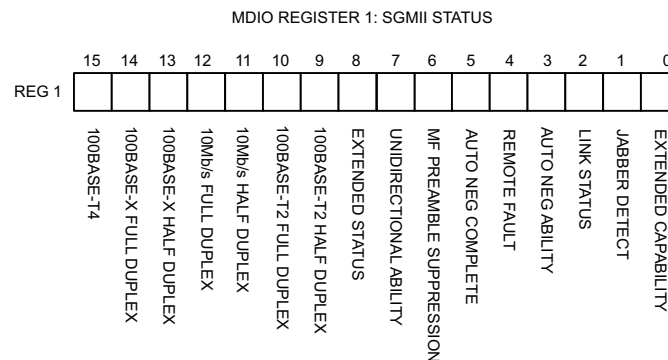 MDIO REGISTER 1: SGMII STATUS
15 14 13 12 11 10 9 8 7 6 5 4 3 2 1 0
REG 1
100BASE-T4
100BASE-X FULL DUPLEX
100BASE-X HALF DUPLEX
10Mb/s FULL DUPLEX
10Mb/s HALF DUPLEX
100BASE-T2 FULL DUPLEX
100BASE-T2 HALF DUPLEX
EXTENDED STATUS
UNIDIRECTIONAL ABILITY
MF PREAMBLE SUPPRESSION
AUTO NEG COMPLETE
REMOTE FAULT
AUTO NEG ABILITY
LINK STATUS
JABBER DETECT
EXTENDED CAPABILITY